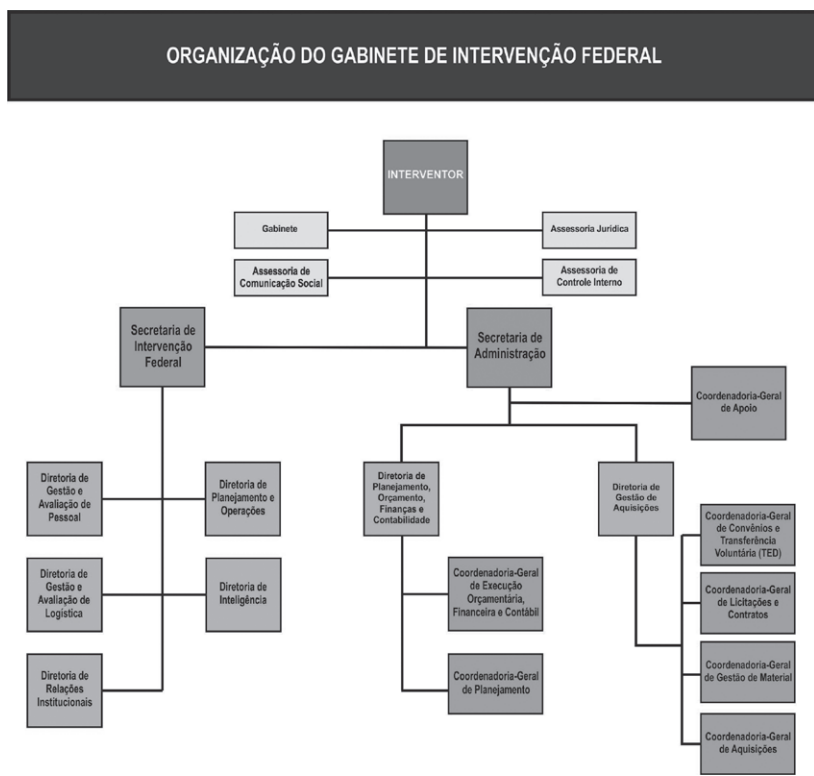 ORGANIZAÇÃO DO GABINETE DE INTERVENÇÃO FEDERAL
INTERVENTOR
Gabinete
Assessoria Jurídica
Assessoria de
Comunicação Social
Assessoria de
Controle Interno
Secretaria de
Intervenção
Federal
Secretaria de
Administração
Coordenadoria-Geral
de Apoio
Diretoria de
Gestão e
Avaliação de
Pessoal
Diretoria de
Planejamento e
Operações
Diretoria de
Planejamento,
Orçamento,
Finanças e
Contabilidade
Diretoria de
Gestão de
Aquisições
Coordenadoria-Geral
de Convênios e
Transferência
Voluntária (TED)
Diretoria de
Gestão e
Avaliação de
Logística
Diretoria de
Inteligência
Coordenadoria-Geral
de Execução
Orçamentária,
Financeira e Contábil
Coordenadoria-Geral
de Licitações e
Contratos
Diretoria de
Relações
Institucionais
Coordenadoria-Geral
de Planejamento
Coordenadoria-Geral
de Gestão de Material
Coordenadoria-Geral
de Aquisições